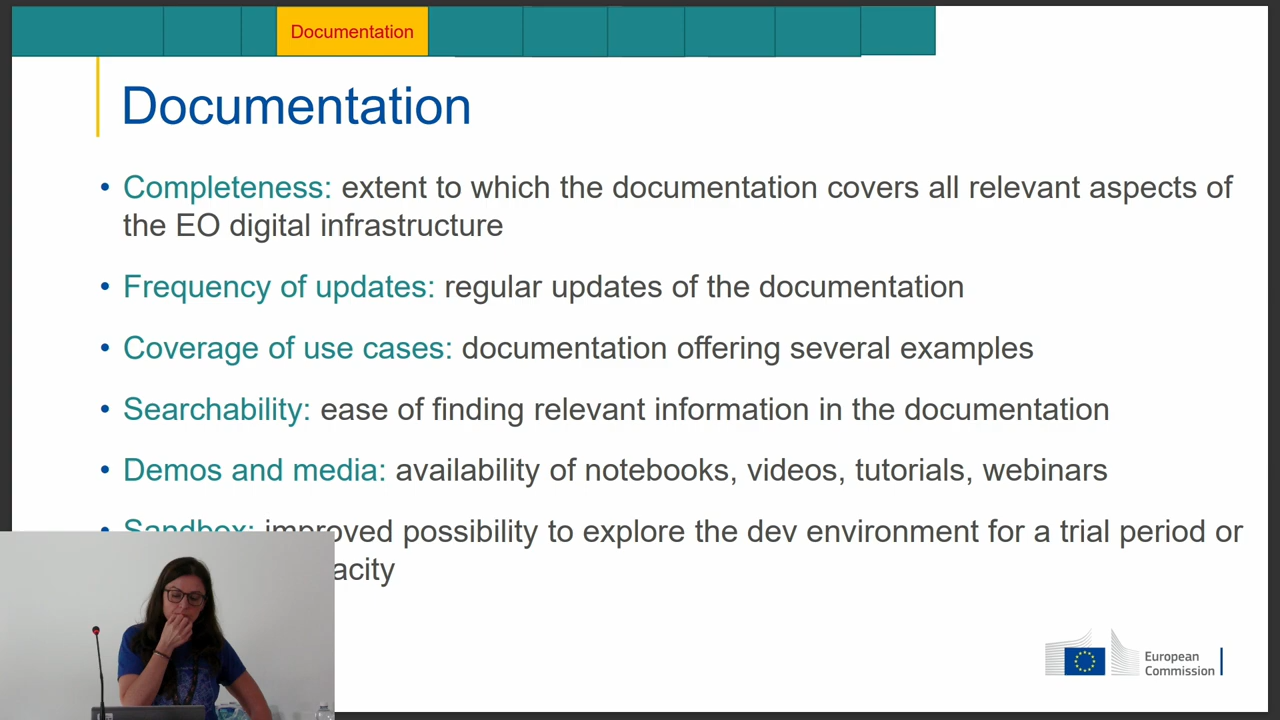 Documentation
Documentation
• Completeness: extent to which the documentation covers all relevant aspects of
the EO digital infrastructure
• Frequency of updates: regular updates of the documentation
• Coverage of use cases: documentation offering several examples
• Searchability: ease of finding relevant information in the documentation
• Demos and media: availability of notebooks, videos, tutorials, webinars
• Sandbox: improved possibility to explore the dev environment for a trial period or
European
Commission